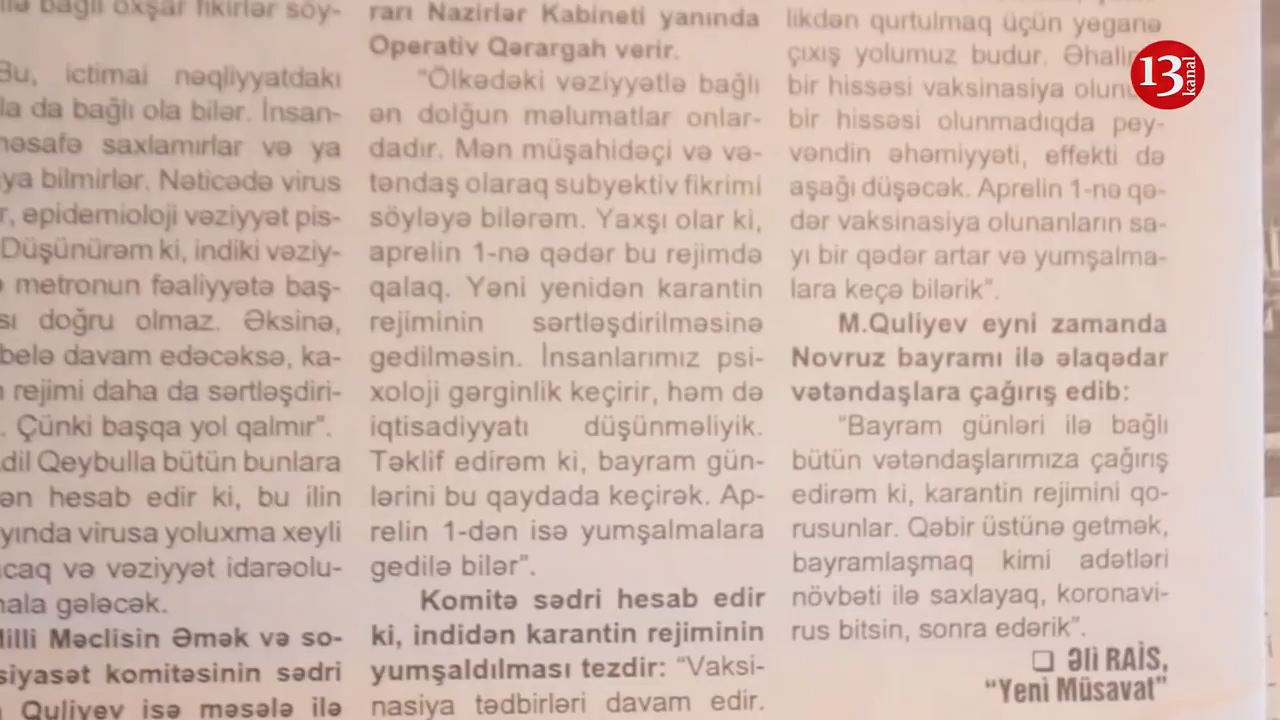 ilə bağlı oxşar fikirlər söy-
Bu, ictimai nəqliyyatdakı
la da bağlı ola bilər. İnsan-
məsafə saxlamırlar və ya
ya bilmirlər. Nəticədə virus
r, epidemioloji vəziyyət pis-
Düşünürəm ki, indiki vəziy-
metronun fəaliyyətə baş-
sı doğru olmaz. Əksinə,
belə davam edəcəksə, ka-
rejimi daha da sərtləşdiri-
. Çünki başqa yol qalmır”.
dil Qeybulla bütün bunlara
ən hesab edir ki, bu ilin
yında virusa yoluxma xeyli
caq və vəziyyət idarəolu-
hala gələcək.
Milli Məclisin Əmək və so-
siyasət komitəsinin sədri
Quliyev isə məsələ ilə
rarı Nazirlər Kabineti yanında
Operativ Qərargah verir.
“Ölkədəki vəziyyətlə bağlı
ən dolğun məlumatlar onlar-
dadır. Mən müşahidəçi və və-
təndaş olaraq subyektiv fikrimi
söyləyə bilərəm. Yaxşı olar ki,
aprelin 1-nə qədər bu rejimdə
qalaq. Yəni yenidən karantin
rejiminin sərtləşdirilməsinə
gedilməsin. İnsanlarımız psi-
xoloji gərginlik keçirir, həm də
iqtisadiyyatı düşünməliyik.
Təklif edirəm ki, bayram gün-
lərini bu qaydada keçirək. Ap-
relin 1-dən isə yumşalmalara
gedilə bilər”.
Komitə sədri hesab edir
ki, indidən karantin rejiminin
yumşaldılması tezdir: “Vaksi-
nasiya tədbirləri davam edir.
likdən qurtulmaq üçün yeganə
çıxış yolumuz budur. Əhalinin
bir hissəsi vaksinasiya olunub
bir hissəsi olunmadıqda pey-
vəndin əhəmiyyəti, effekti də
aşağı düşəcək. Aprelin 1-nə qə-
dər vaksinasiya olunanların sa-
yı bir qədər artar və yumşalma-
lara keçə bilərik”.
M.Quliyev eyni zamanda
Novruz bayramı ilə əlaqədar
vətəndaşlara çağırış edib:
“Bayram günləri ilə bağlı
bütün vətəndaşlarımıza çağırış
edirəm ki, karantin rejimini qo-
rusunlar. Qəbir üstünə getmək,
bayramlaşmaq kimi adətləri
növbəti ilə saxlayaq, koronavi-
rus bitsin, sonra edərik”.
❏ Əli RAİS,
“Yeni Müsavat”
13 kanal